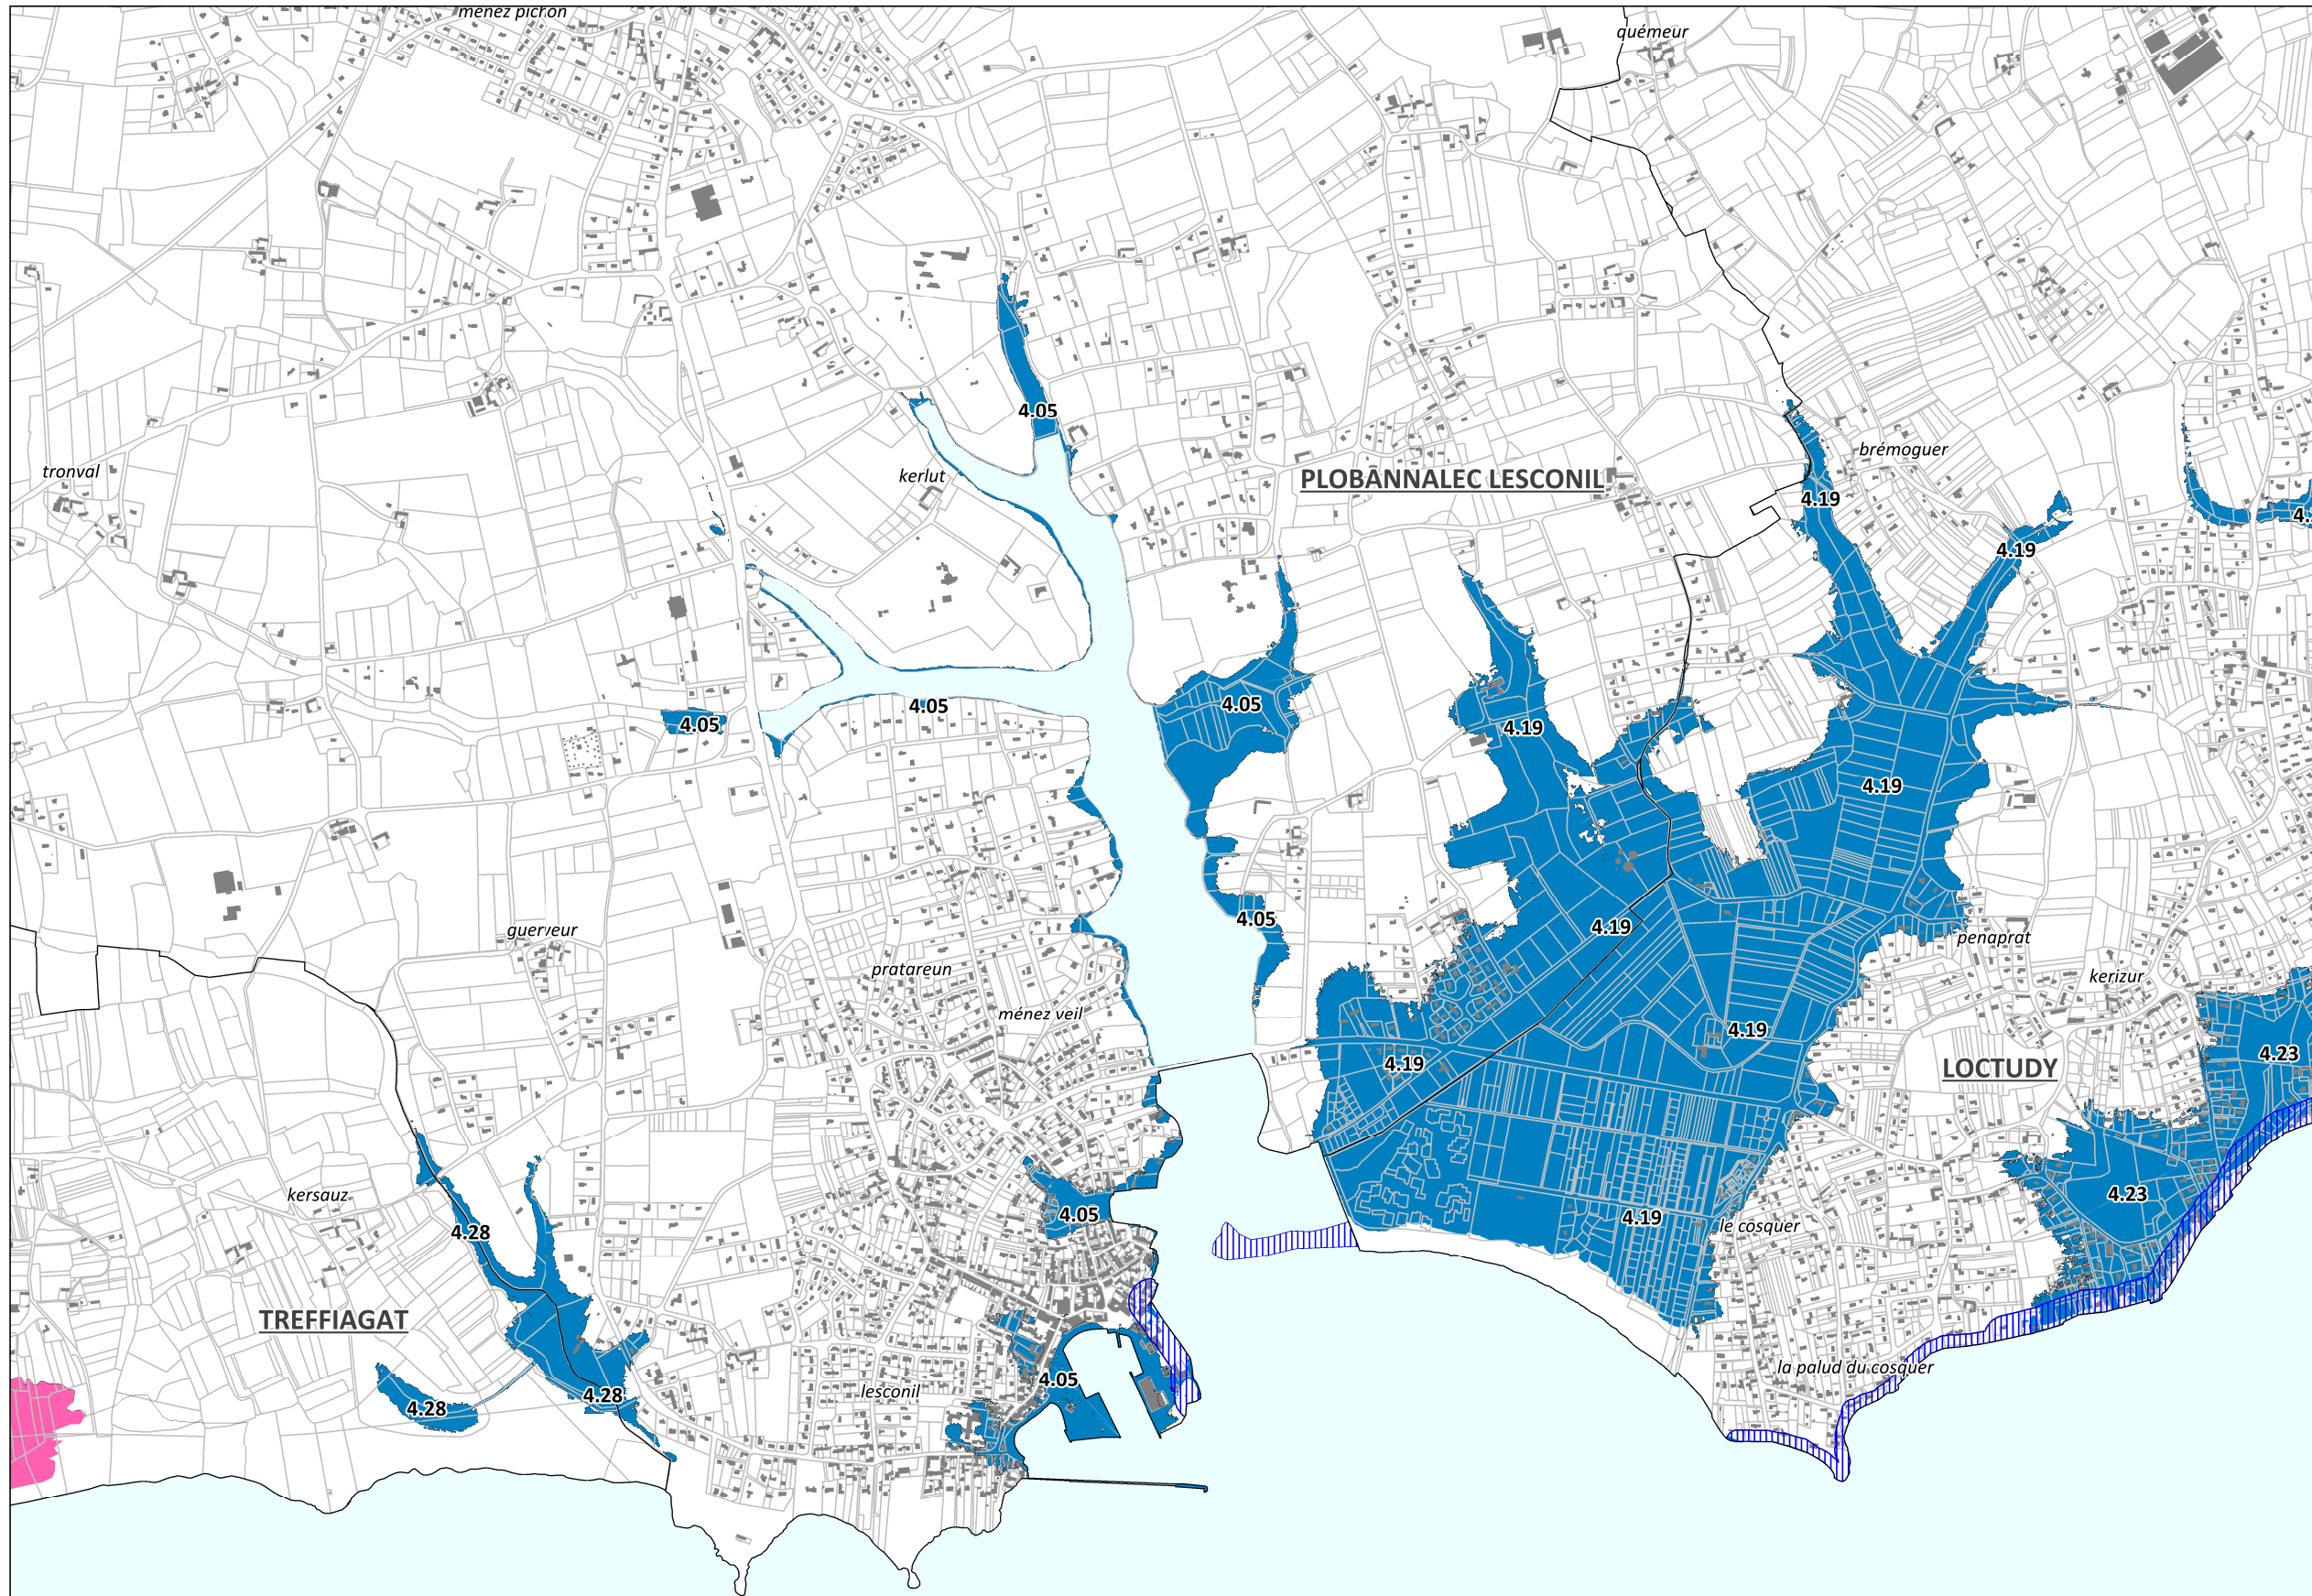 menez pichon
quémeur
4.05
brémoguer
tronval
kerlut
PLOBANNALEC LESCONIL
4.19
4.
4.19
4.05
4.05
4.05
4.19
4.19
4.05
4.19
guerveur
penaprat
pratareun
kerizur
ménez veil
4.19
4.23
4.19
LOCTUDY
kersauz
4.23
4.05
4.19
le cosquer
4.28
TREFFIAGAT
la palud du cosquer
4.05
lesconil
4.28
4.28